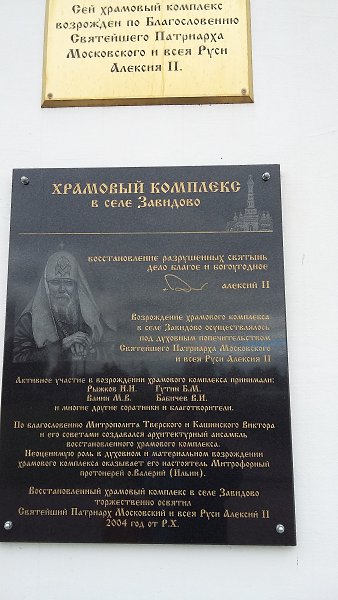 Сей храмовый комплекс
возрожден по Благословению
Святейшего Патриарха
Московского и всея Руси
Алексия II.
ХРАМОВЫЙ КОМПЛЕКС
в селе Завидово
восстановление разрушенных святынь
дело благое и богоугодное
алексий II
Возрождение храмового комплекса
в селе Завидово осуществлялось
под духовным попечительством
Святейшего Патриарха Московского
и всея Руси Алексия II
Активное участие в возрождении храмового комплекса принимали:
Рыжков Н.И. Гутин Б.М.
Ванин М.В. Бабичев В.И.
и многие другие соратники и благотворители.
По благословению Митрополита Тверского и Кашинского Виктора
и его советами создавался архитектурный ансамбль
восстановленного храмового комплекса.
Неоценимую роль в духовном и материальном возрождении
храмового комплекса оказывает его настоятель Митрофорный
протоиерей о.Валерий (Ильин).
Восстановленный храмовый комплекс в селе Завидово
торжественно освятил
Святейший Патриарх Московский и всея Руси Алексий II
2004 год от Р.Х.